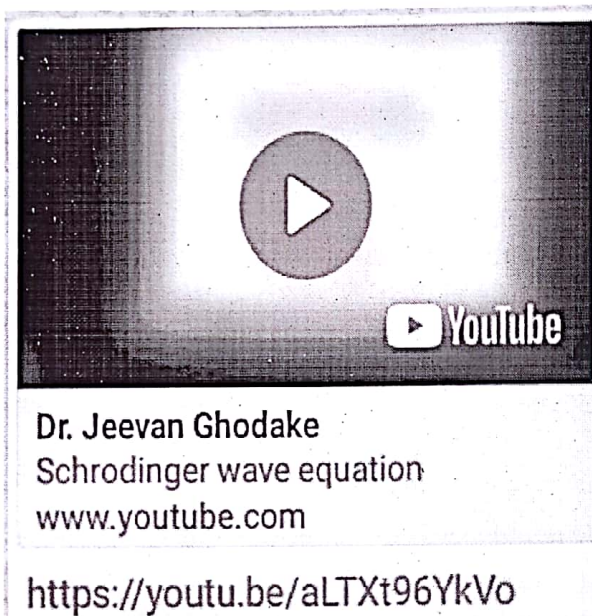 YouTube
Dr. Jeevan Ghodake
Schrodinger wave equation
www.youtube.com
https://youtu.be/aLTXt96YkVo